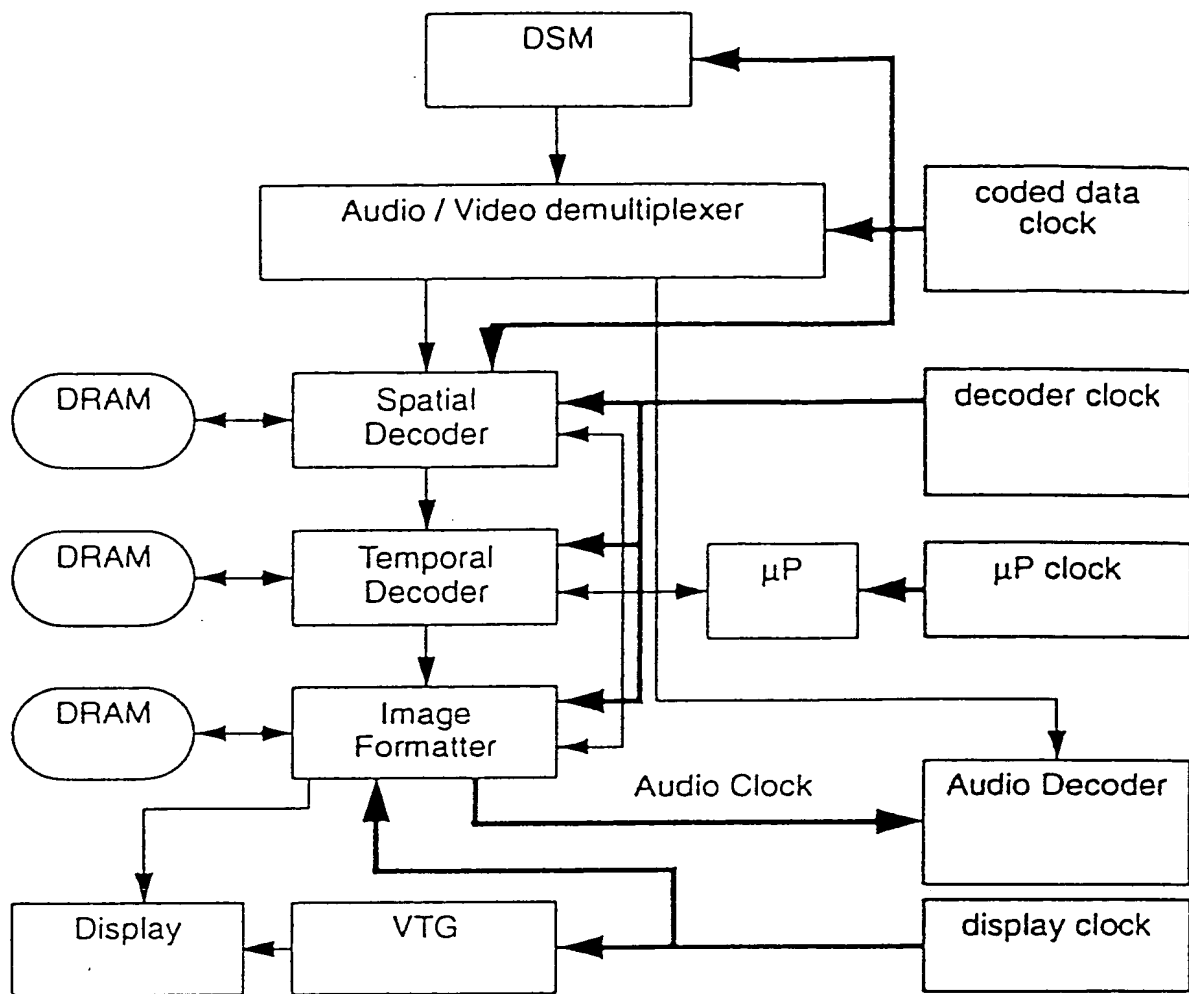 DSM
Audio / Video demultiplexer
coded data
clock
DRAM
Spatial
Decoder
decoder clock
DRAM
Temporal
Decoder
µP
µP clock
DRAM
Image
Formatter
Audio Clock
Audio Decoder
Display
VTG
display clock